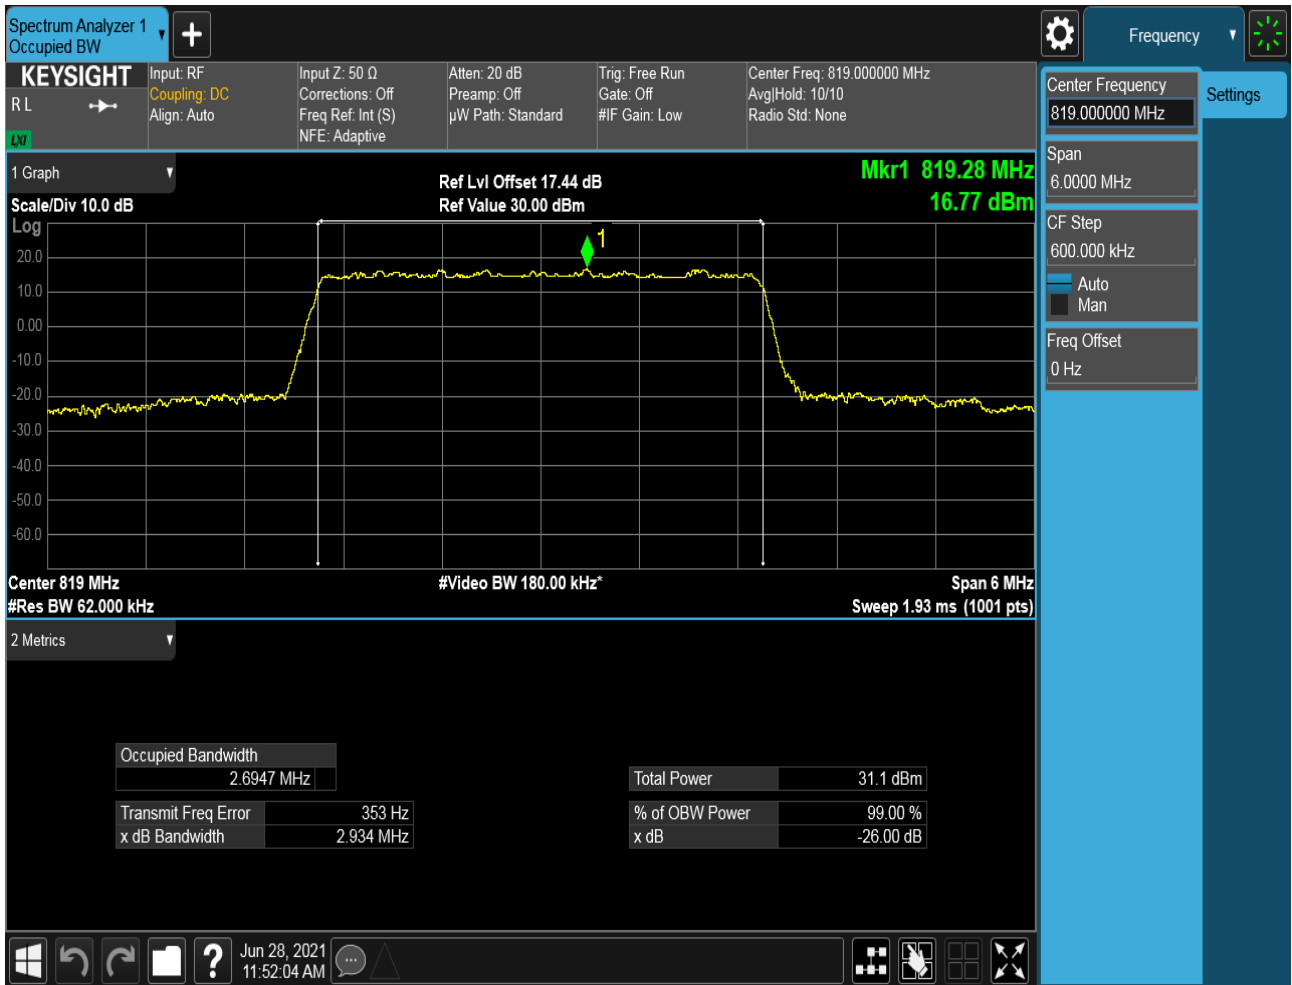 Spectrum Analyzer 1
Occupied BW
+
Frequency
KEYSIGHT
R L
LXI
Input: RF
Coupling: DC
Align: Auto
Input Z: 50 Ω
Corrections: Off
Freq Ref: Int (S)
NFE: Adaptive
Atten: 20 dB
Preamp: Off
µW Path: Standard
Trig: Free Run
Gate: Off
#IF Gain: Low
Center Freq: 819.000000 MHz
Avg|Hold: 10/10
Radio Std: None
Center Frequency
819.000000 MHz
Settings
Span
6.0000 MHz
CF Step
600.000 kHz
Auto
Man
Freq Offset
0 Hz
1 Graph
Scale/Div 10.0 dB
Log
Ref Lvl Offset 17.44 dB
Ref Value 30.00 dBm
Mkr1 819.28 MHz
16.77 dBm
1
20.0
10.0
0.00
-10.0
-20.0
-30.0
-40.0
-50.0
-60.0
Center 819 MHz
#Res BW 62.000 kHz
#Video BW 180.00 kHz*
Span 6 MHz
Sweep 1.93 ms (1001 pts)
2 Metrics
Occupied Bandwidth
2.6947 MHz
Transmit Freq Error 353 Hz
x dB Bandwidth 2.934 MHz
Total Power 31.1 dBm
% of OBW Power 99.00 %
x dB -26.00 dB
?
Jun 28, 2021
11:52:04 AM